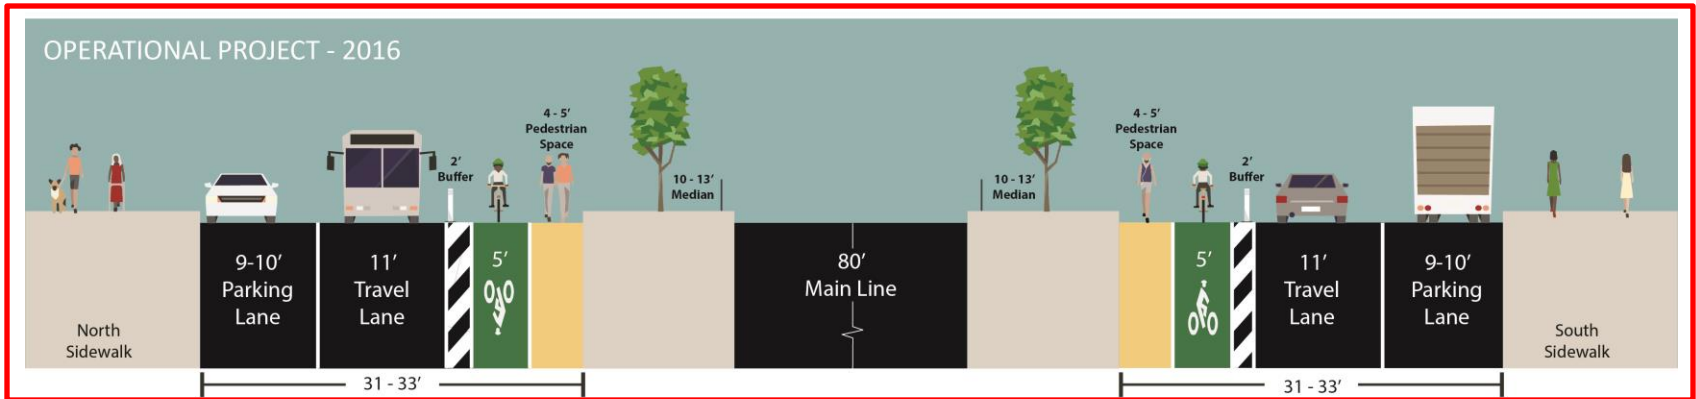 OPERATIONAL PROJECT - 2016
4 - 5'
Pedestrian
Space
2'
Buffer
10 - 13'
Median
10 - 13'
Median
4 - 5'
Pedestrian
Space
2'
Buffer
North
Sidewalk
9-10'
Parking
Lane
11'
Travel
Lane
5'
80'
Main Line
5'
11'
Travel
Lane
9-10'
Parking
Lane
South
Sidewalk
31 - 33'
31 - 33'